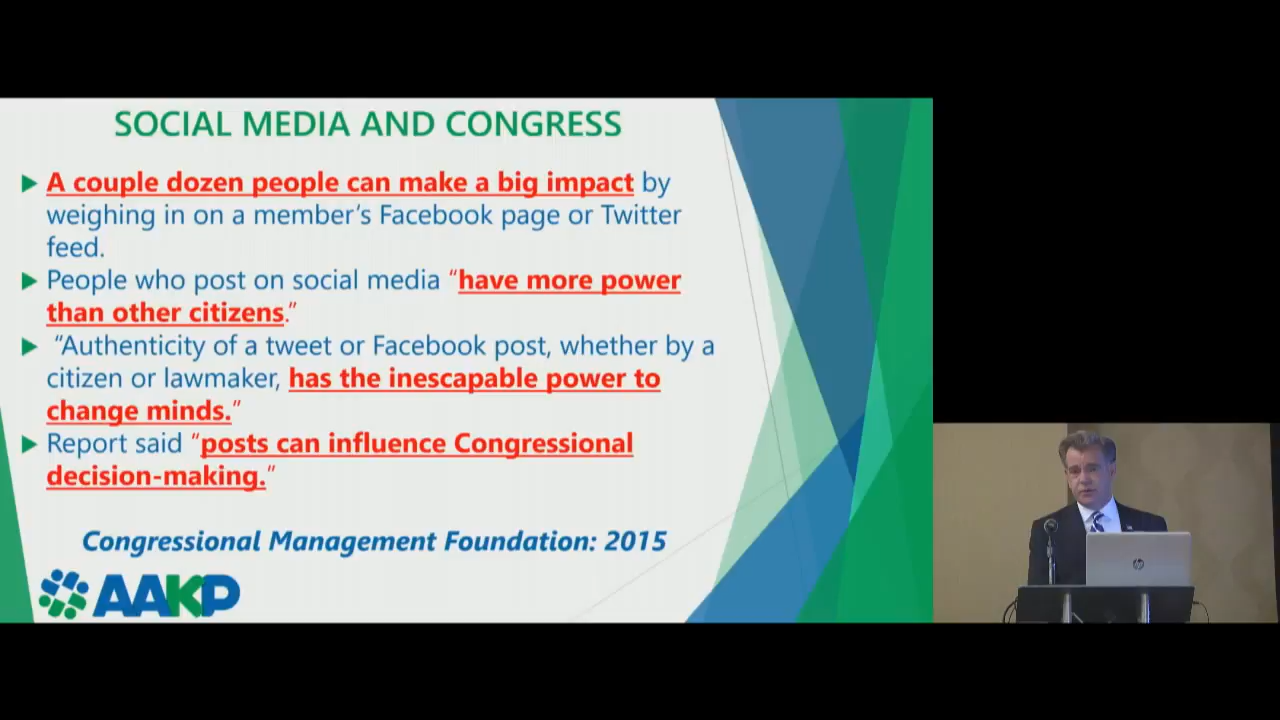 SOCIAL MEDIA AND CONGRESS
A couple dozen people can make a big impact by
weighing in on a member's Facebook page or Twitter
feed.
People who post on social media "have more power
than other citizens."
"Authenticity of a tweet or Facebook post, whether by a
citizen or lawmaker, has the inescapable power to
change minds."
Report said "posts can influence Congressional
decision-making."
Congressional Management Foundation: 2015
AAKP
hp